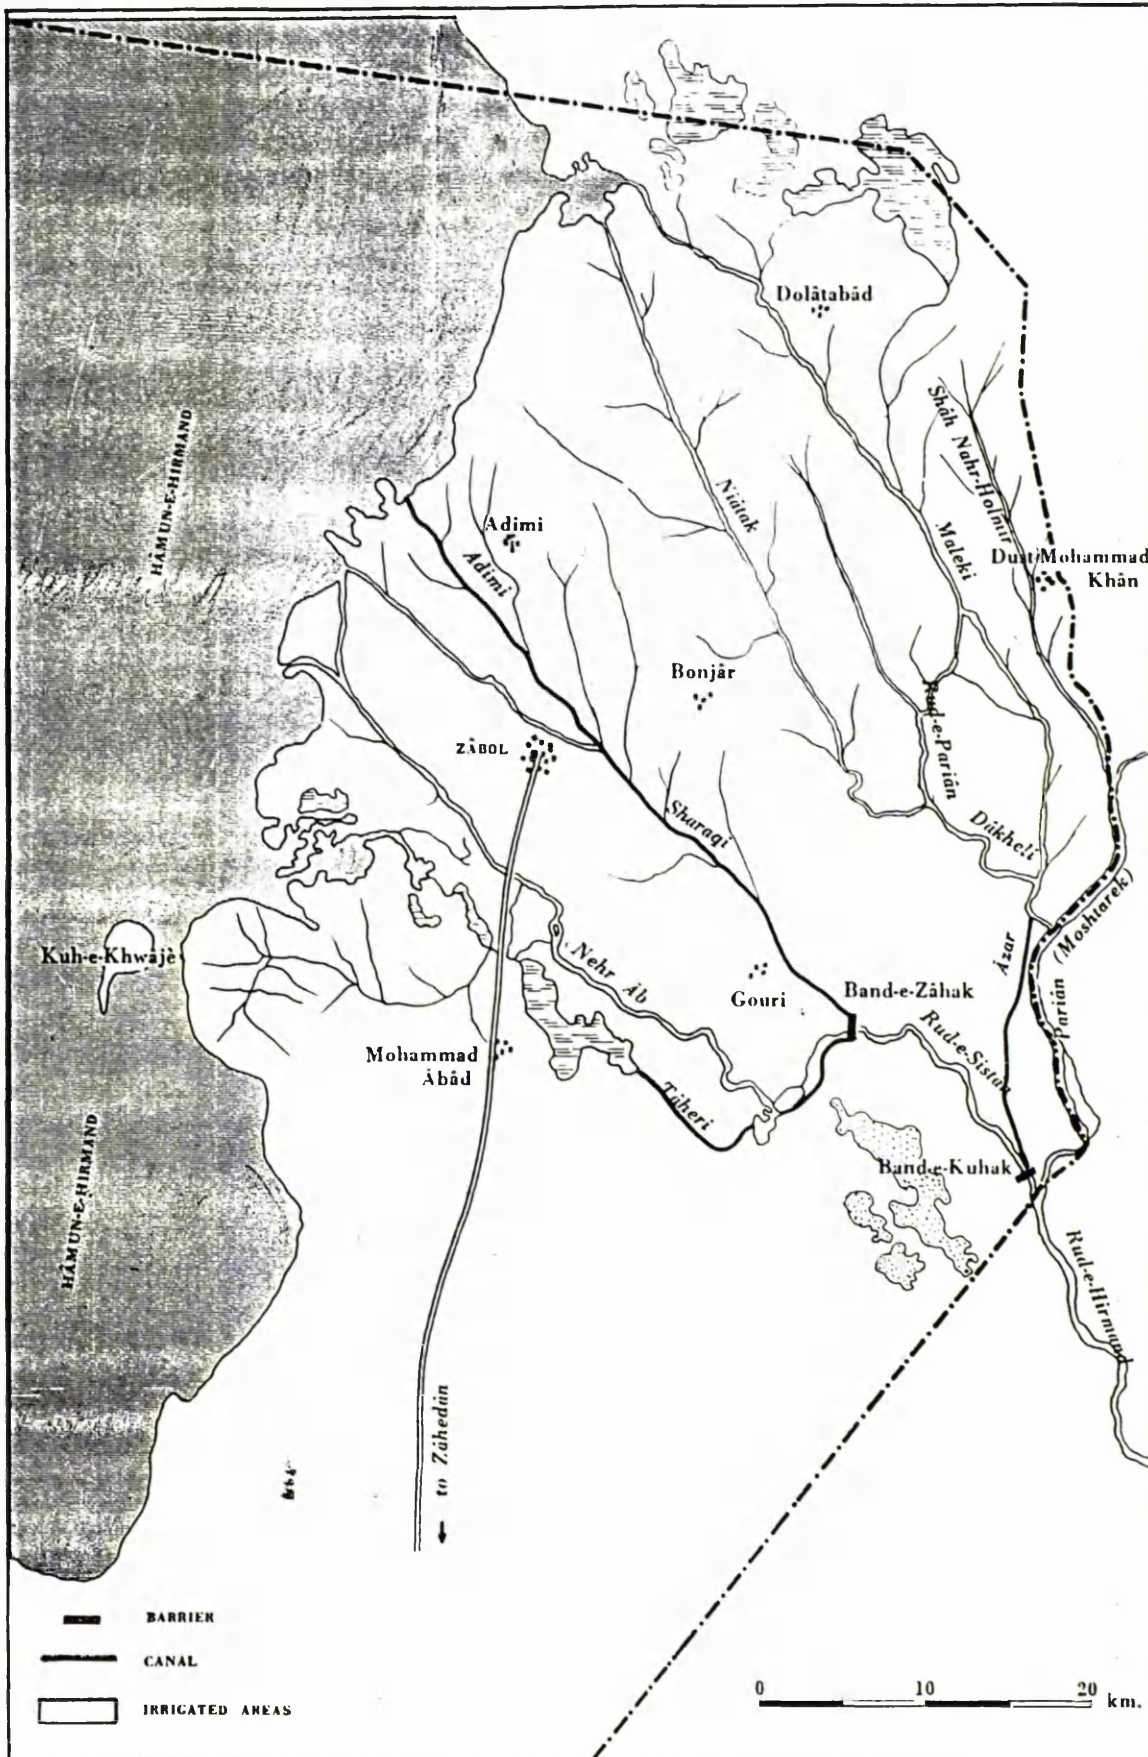 Dolâtabâd
HÂMUN-E-HIRMAND
Shâh Nahr-Holmir
Niâtak
Adimi
Adimi
Maleki
Dust Mohammad
Khân
Bonjâr
Rud-e-Pariân
ZÂBOL
Sharaqi
Dâkheli
(Moshtarek)
Kuh-e-Khwâjè
Nehr Âb
Âzar
Gouri
Band-e-Zâhak
Pariân
Rud-e-Sistan
Mohammad
Âbâd
Tâheri
Band-e-Kuhak
HÂMUN-E-HIRMAND
Rud-e-Hirmand
← to Zâhedân
BARRIER
CANAL
IRRIGATED AREAS
0 10 20 km.